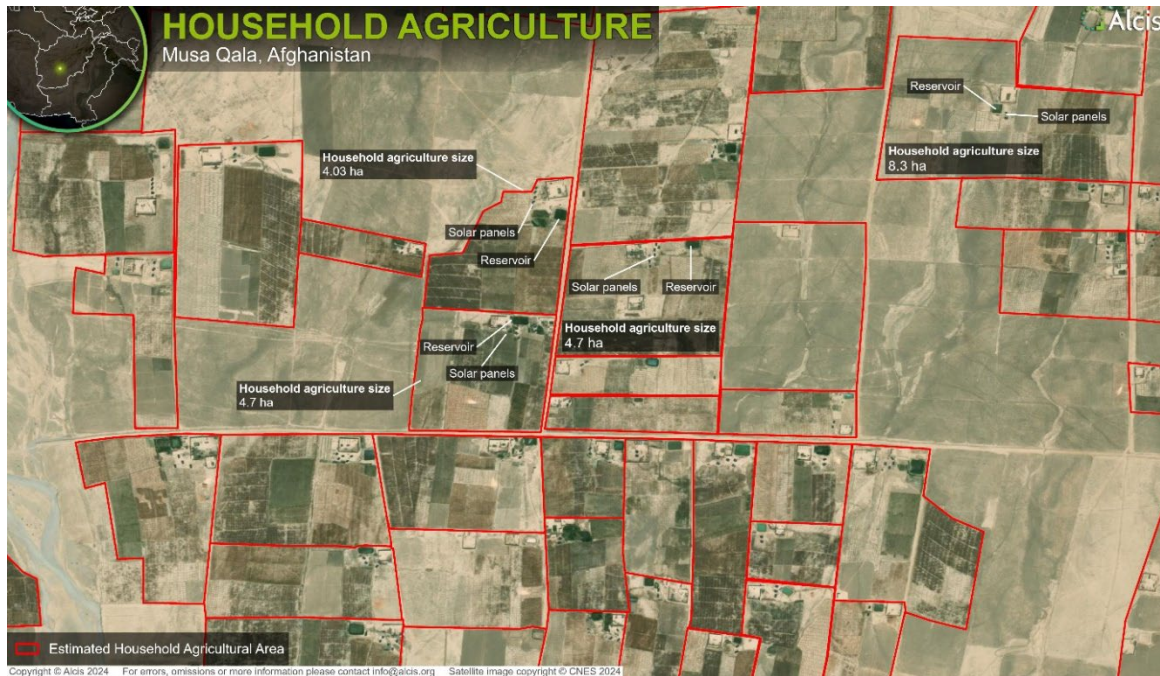 HOUSEHOLD AGRICULTURE
Musa Qala, Afghanistan
Alcis
Reservoir
Solar panels
Household agriculture size
8.3 ha
Household agriculture size
4.03 ha
Solar panels
Reservoir
Solar panels
Reservoir
Household agriculture size
4.7 ha
Reservoir
Solar panels
Household agriculture size
4.7 ha
Estimated Household Agricultural Area
Copyright © Alcis 2024 For errors, omissions or more information please contact info@alcis.org Satellite image copyright © CNES 2024